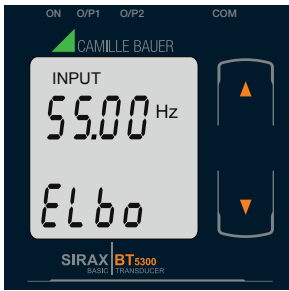 ON O/P1 O/P2 COM
CAMILLE BAUER
INPUT
55.00 Hz
ELbo
SIRAX BT5300
BASIC TRANSDUCER